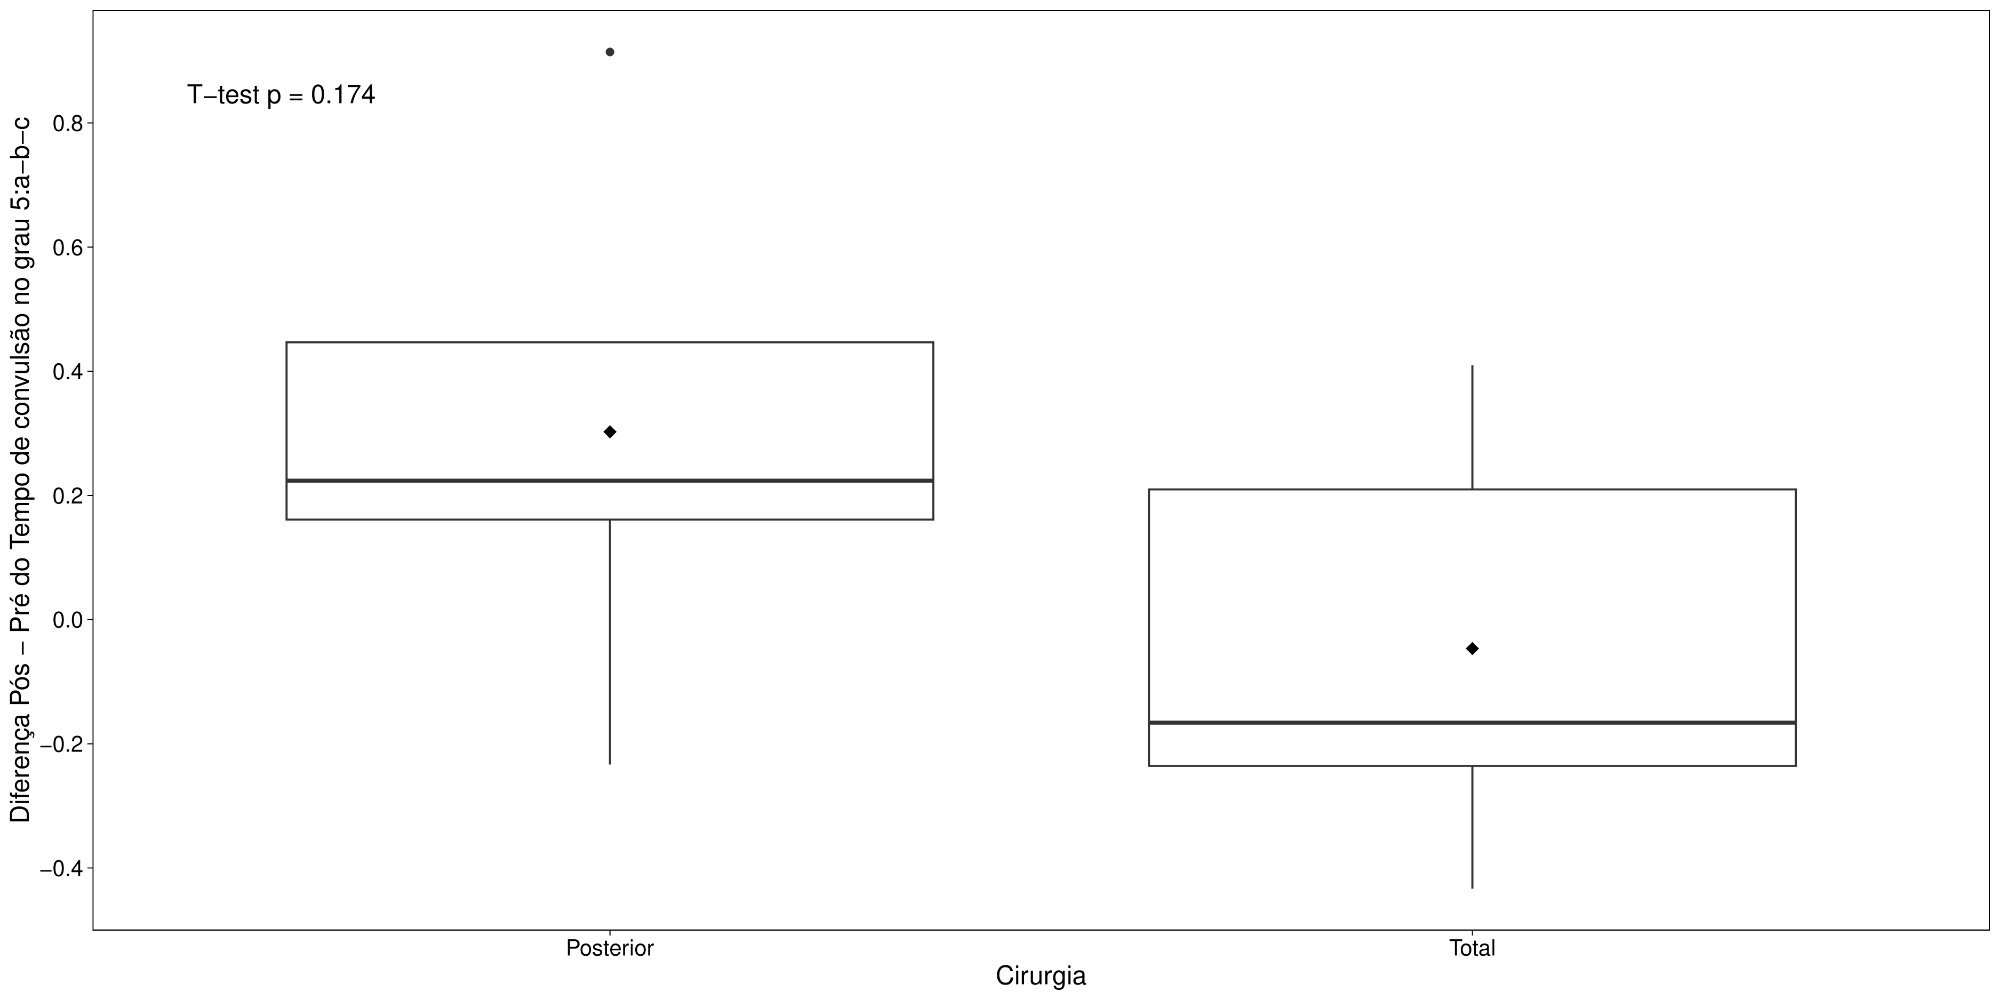 T−test p = 0.174
Diferença Pós − Pré do Tempo de convulsão no grau 5:a−b−c
0.8
0.6
0.4
0.2
0.0
−0.2
−0.4
Posterior Total
Cirurgia